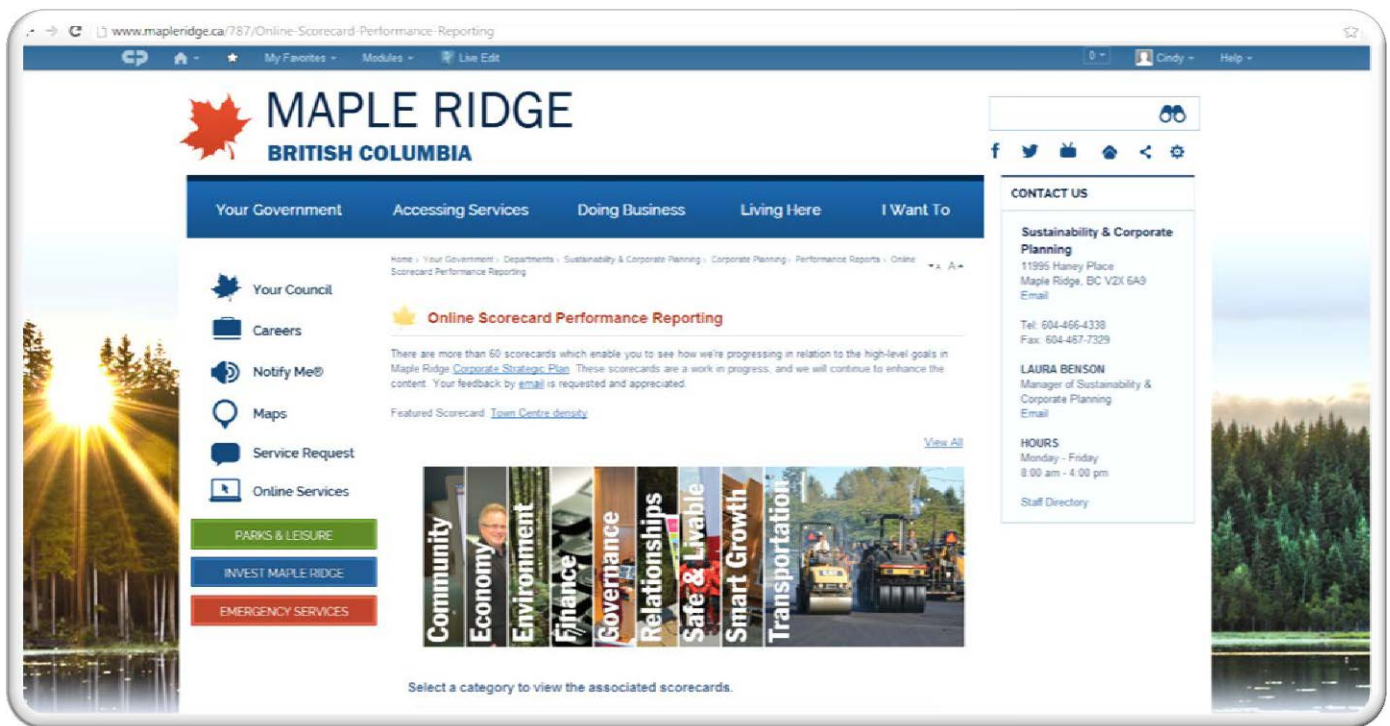 www.mapleridge.ca/787/Online-Scorecard-Performance-Reporting
My Favorites
Modules
Live Edit
0
Cindy
Help
MAPLE RIDGE
BRITISH COLUMBIA
Your Government
Accessing Services
Doing Business
Living Here
I Want To
Home › Your Government › Departments › Sustainability & Corporate Planning › Corporate Planning › Performance Reports › Online
Scorecard Performance Reporting
Your Council
Careers
Notify Me®
Maps
Service Request
Online Services
PARKS & LEISURE
INVEST MAPLE RIDGE
EMERGENCY SERVICES
Online Scorecard Performance Reporting
There are more than 60 scorecards which enable you to see how we're progressing in relation to the high-level goals in
Maple Ridge Corporate Strategic Plan. These scorecards are a work in progress, and we will continue to enhance the
content. Your feedback by email is requested and appreciated.
Featured Scorecard: Town Centre density
View All
Community
Economy
Environment
Finance
Governance
Relationships
Safe & Livable
Smart Growth
Transportation
Select a category to view the associated scorecards.
CONTACT US
Sustainability & Corporate
Planning
11995 Haney Place
Maple Ridge, BC V2X 6A9
Email
Tel: 604-466-4338
Fax: 604-467-7329
LAURA BENSON
Manager of Sustainability &
Corporate Planning
Email
HOURS
Monday - Friday
8:00 am - 4:00 pm
Staff Directory